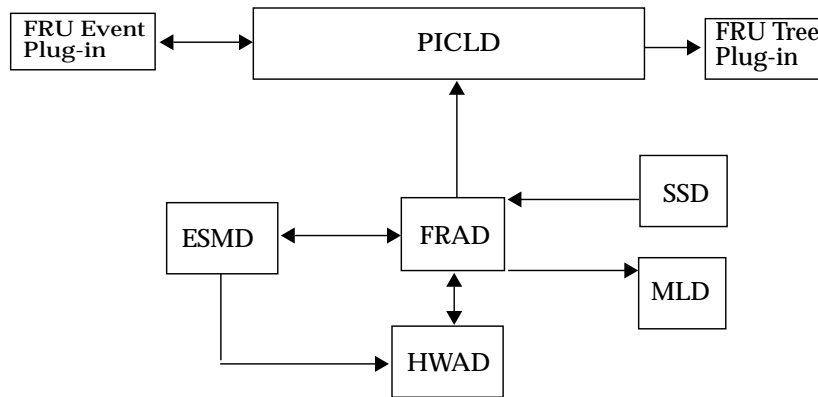 FRU Event
Plug-in
PICLD
FRU Tree
Plug-in
SSD
ESMD
FRAD
MLD
HWAD